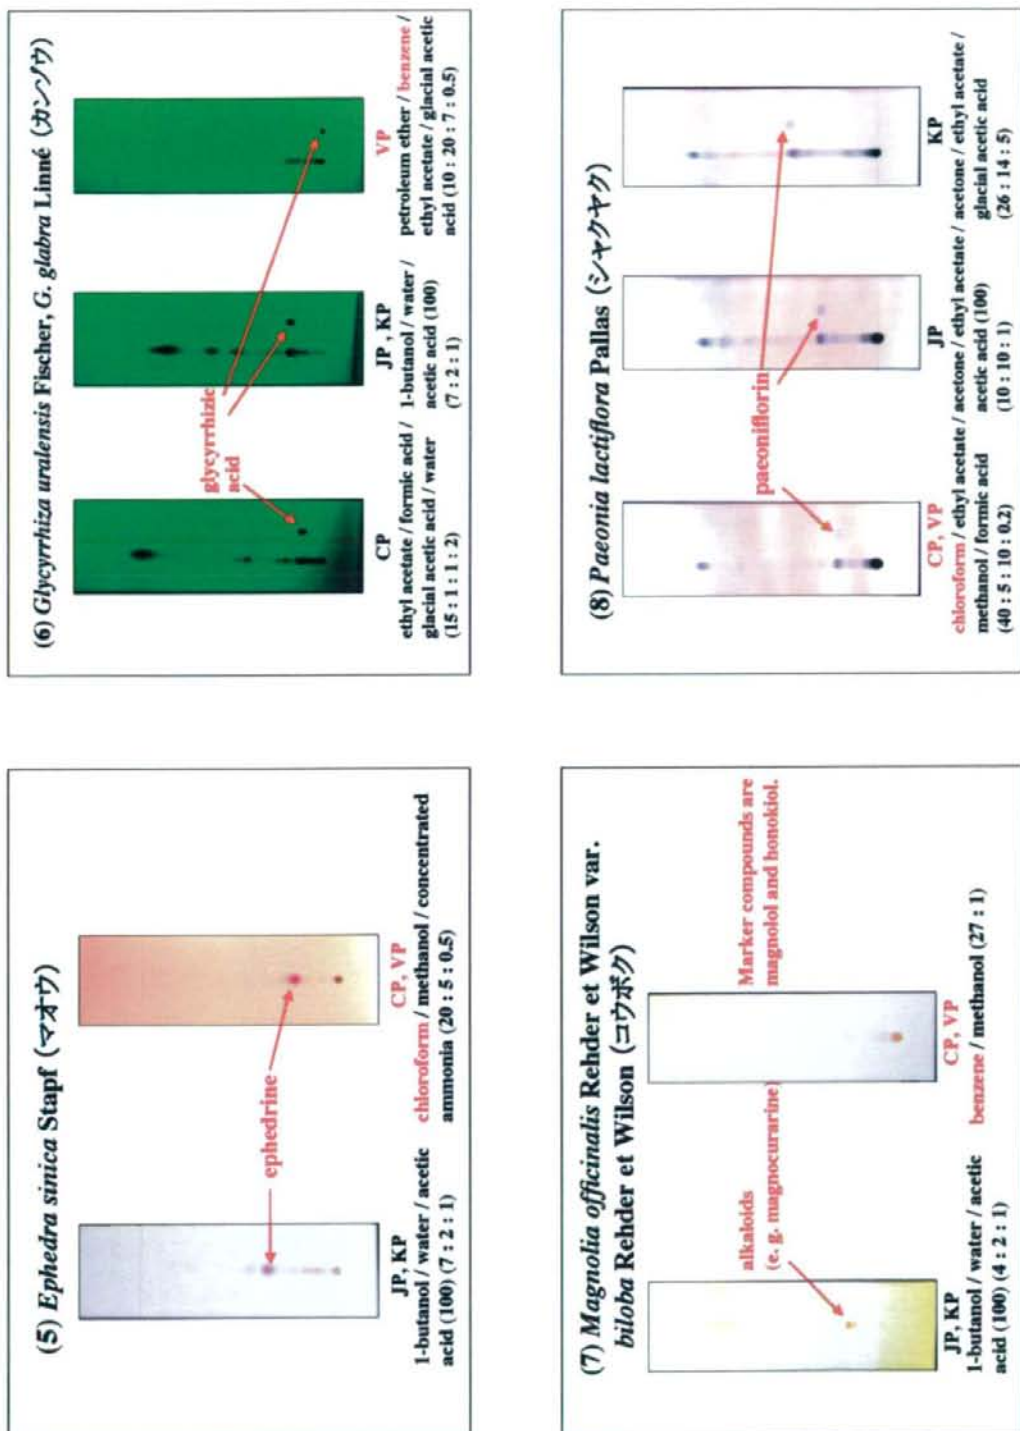 (5) Ephedra sinica Stapf (マオウ)
ephedrine
JP, KP
1-butanol / water / acetic
acid (100) (7 : 2 : 1)
CP, VP
chloroform / methanol / concentrated
ammonia (20 : 5 : 0.5)
(6) Glycyrrhiza uralensis Fischer, G. glabra Linné (カンゾウ)
glycyrrhizic
acid
CP
ethyl acetate / formic acid /
glacial acetic acid / water
(15 : 1 : 1 : 2)
JP, KP
1-butanol / water /
acetic acid (100)
(7 : 2 : 1)
VP
petroleum ether / benzene /
ethyl acetate / glacial acetic
acid (10 : 20 : 7 : 0.5)
(7) Magnolia officinalis Rehder et Wilson var.
biloba Rehder et Wilson (コウボク)
alkaloids
(e. g. magnocurarine)
Marker compounds are
magnolol and honokiol.
JP, KP
1-butanol / water / acetic
acid (100) (4 : 2 : 1)
CP, VP
benzene / methanol (27 : 1)
(8) Paeonia lactiflora Pallas (シャクヤク)
paeoniflorin
CP, VP
chloroform / ethyl acetate /
methanol / formic acid
(40 : 5 : 10 : 0.2)
JP
acetone / ethyl acetate /
acetic acid (100)
(10 : 10 : 1)
KP
acetone / ethyl acetate /
glacial acetic acid
(26 : 14 : 5)